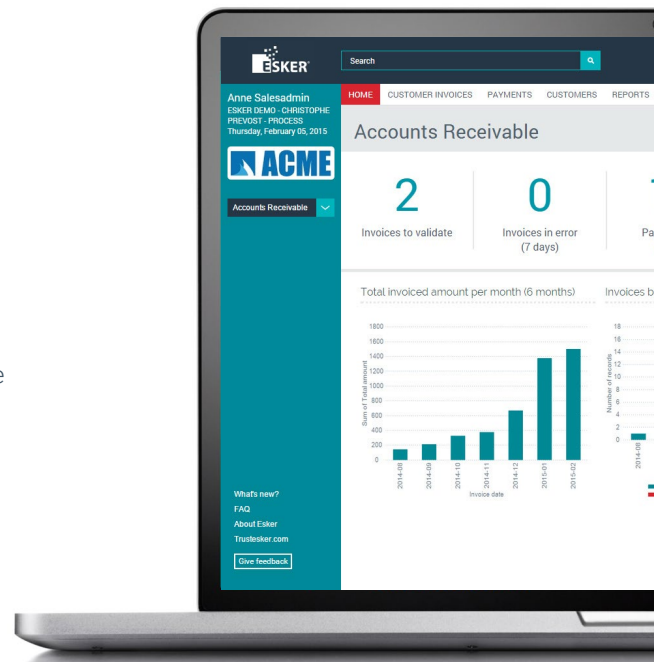 ESKER
Search
Anne Salesadmin
ESKER DEMO - CHRISTOPHE
PREVOST - PROCESS
Thursday, February 05, 2015
ACME
Accounts Receivable
HOME CUSTOMER INVOICES PAYMENTS CUSTOMERS REPORTS
Accounts Receivable
2
Invoices to validate
0
Invoices in error
(7 days)
Pa
Total invoiced amount per month (6 months)
Sum of Total amount
1800
1600
1400
1200
1000
800
600
400
200
0
2014-08
2014-09
2014-10
2014-11
2014-12
2015-01
2015-02
Invoice date
Invoices b
Number of records
18
16
14
12
10
8
6
4
2
0
2014-08
e
What's new?
FAQ
About Esker
Trustesker.com
Give feedback